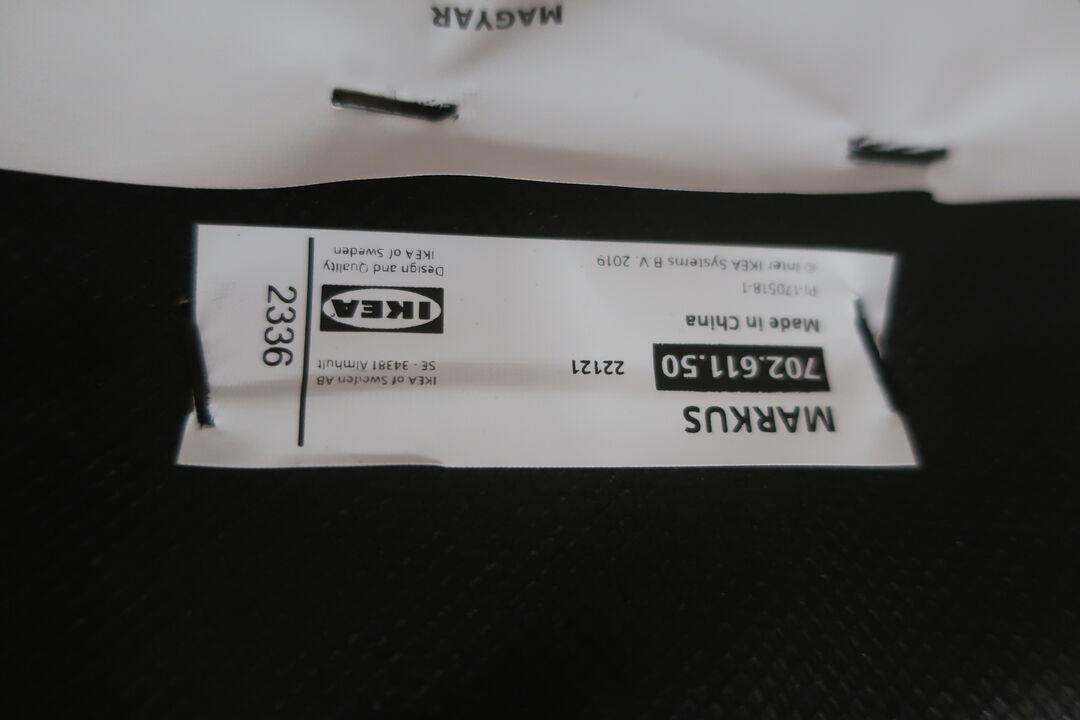 MARKUS
702.611.50
22121
Made in China
PI-170518-1
© Inter IKEA Systems B.V. 2019
IKEA of Sweden AB
SE - 34381 Älmhult
IKEA
Design and Quality
IKEA of Sweden
2336
MAGYAR